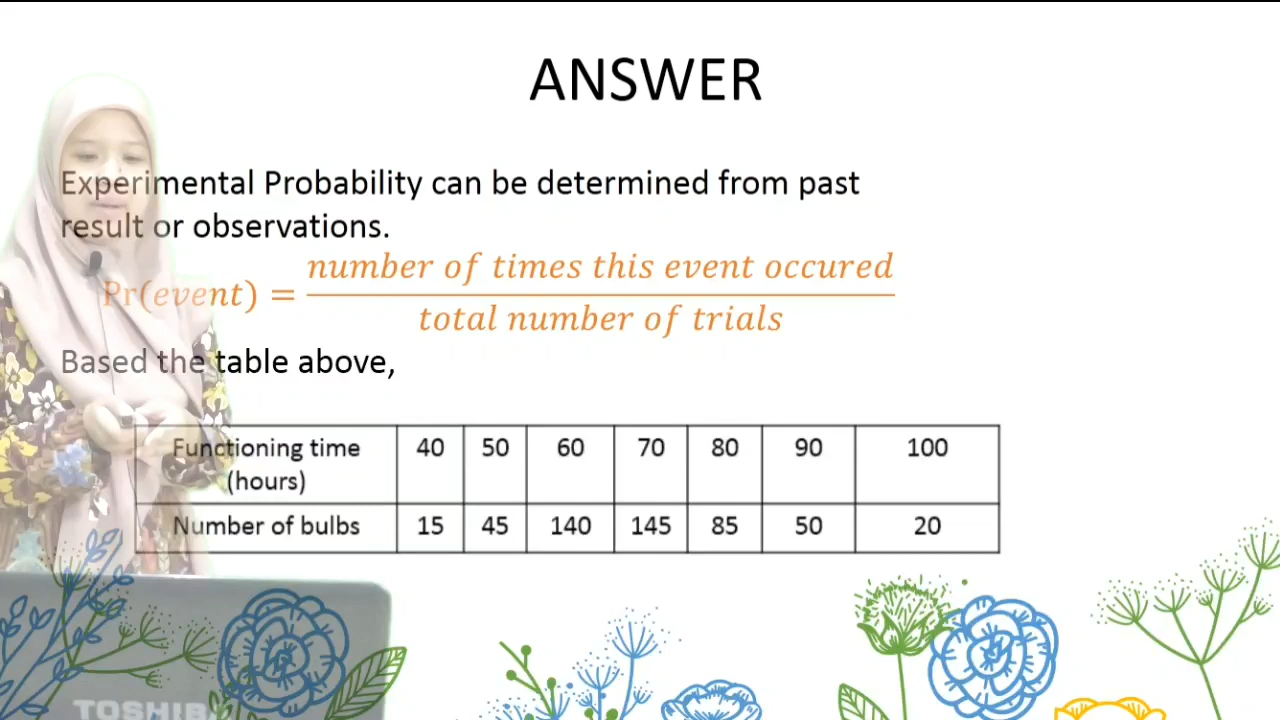 ANSWER
Experimental Probability can be determined from past
result or observations.
Pr(event) = number of times this event occured / total number of trials
Based the table above,
Functioning time (hours) 40 50 60 70 80 90 100
Number of bulbs 15 45 140 145 85 50 20
TOSHIBA